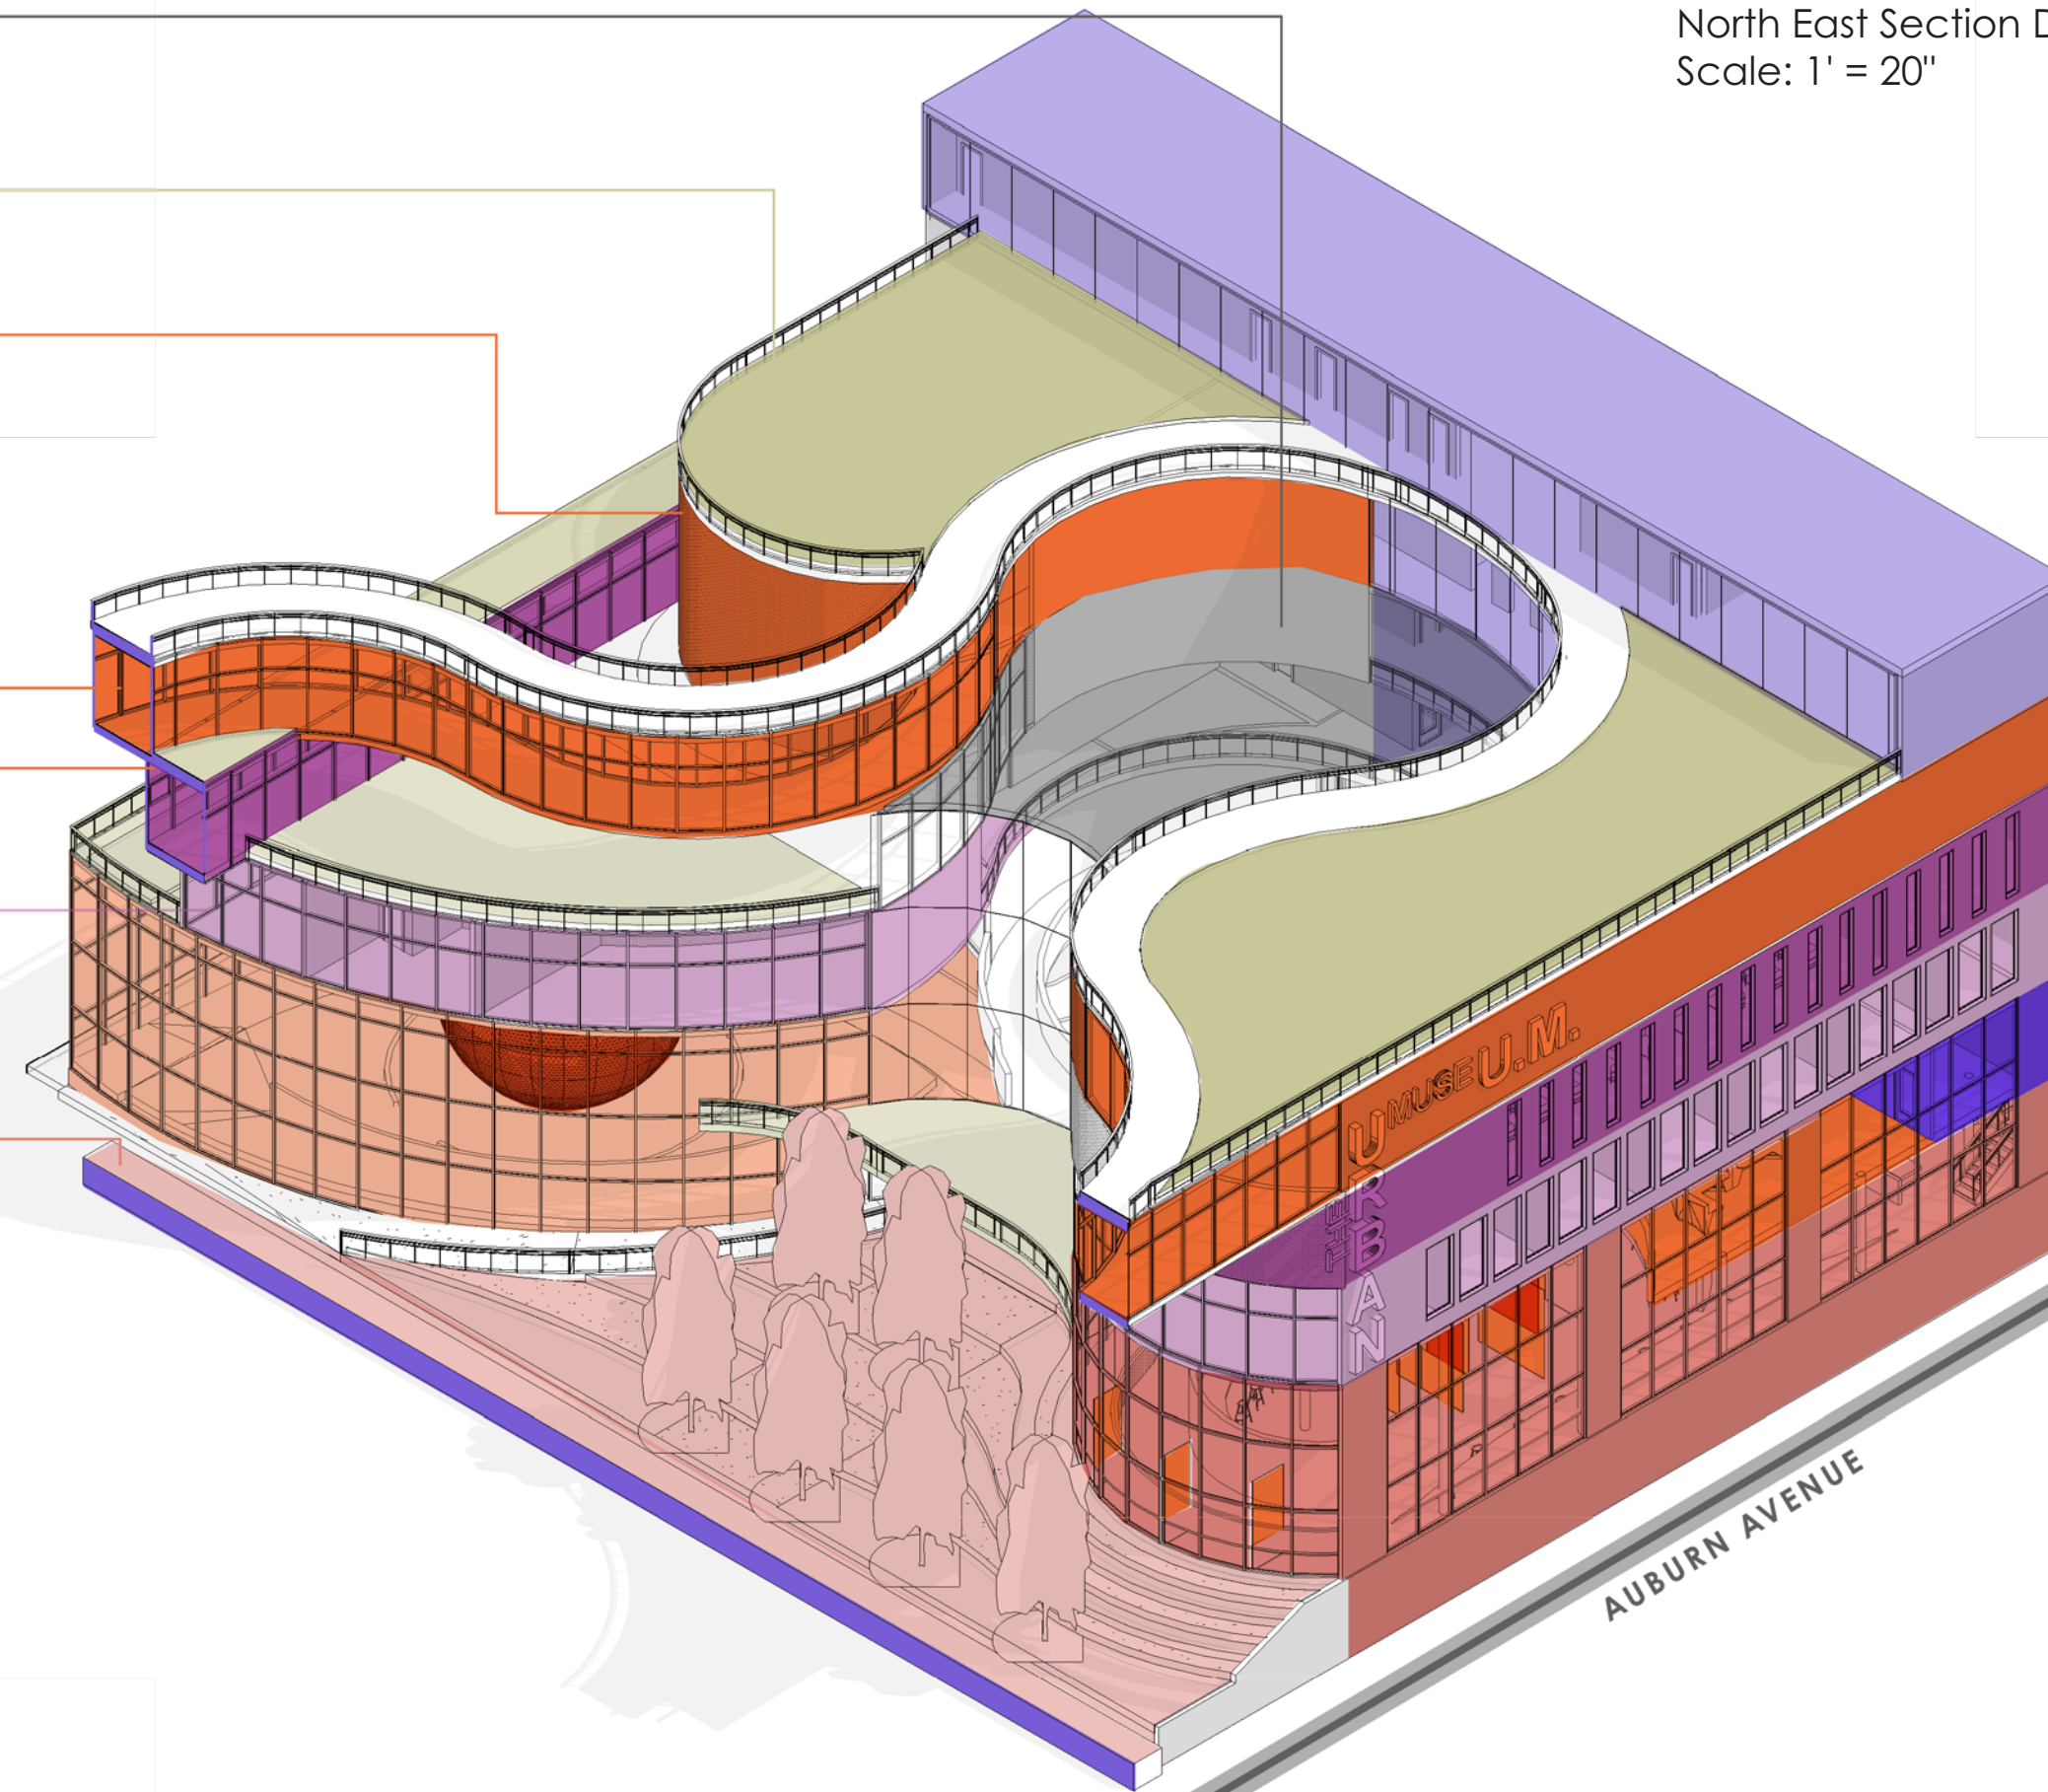 North East Section D
Scale: 1' = 20"
MUSEU.M.
URBAN
AUBURN AVENUE